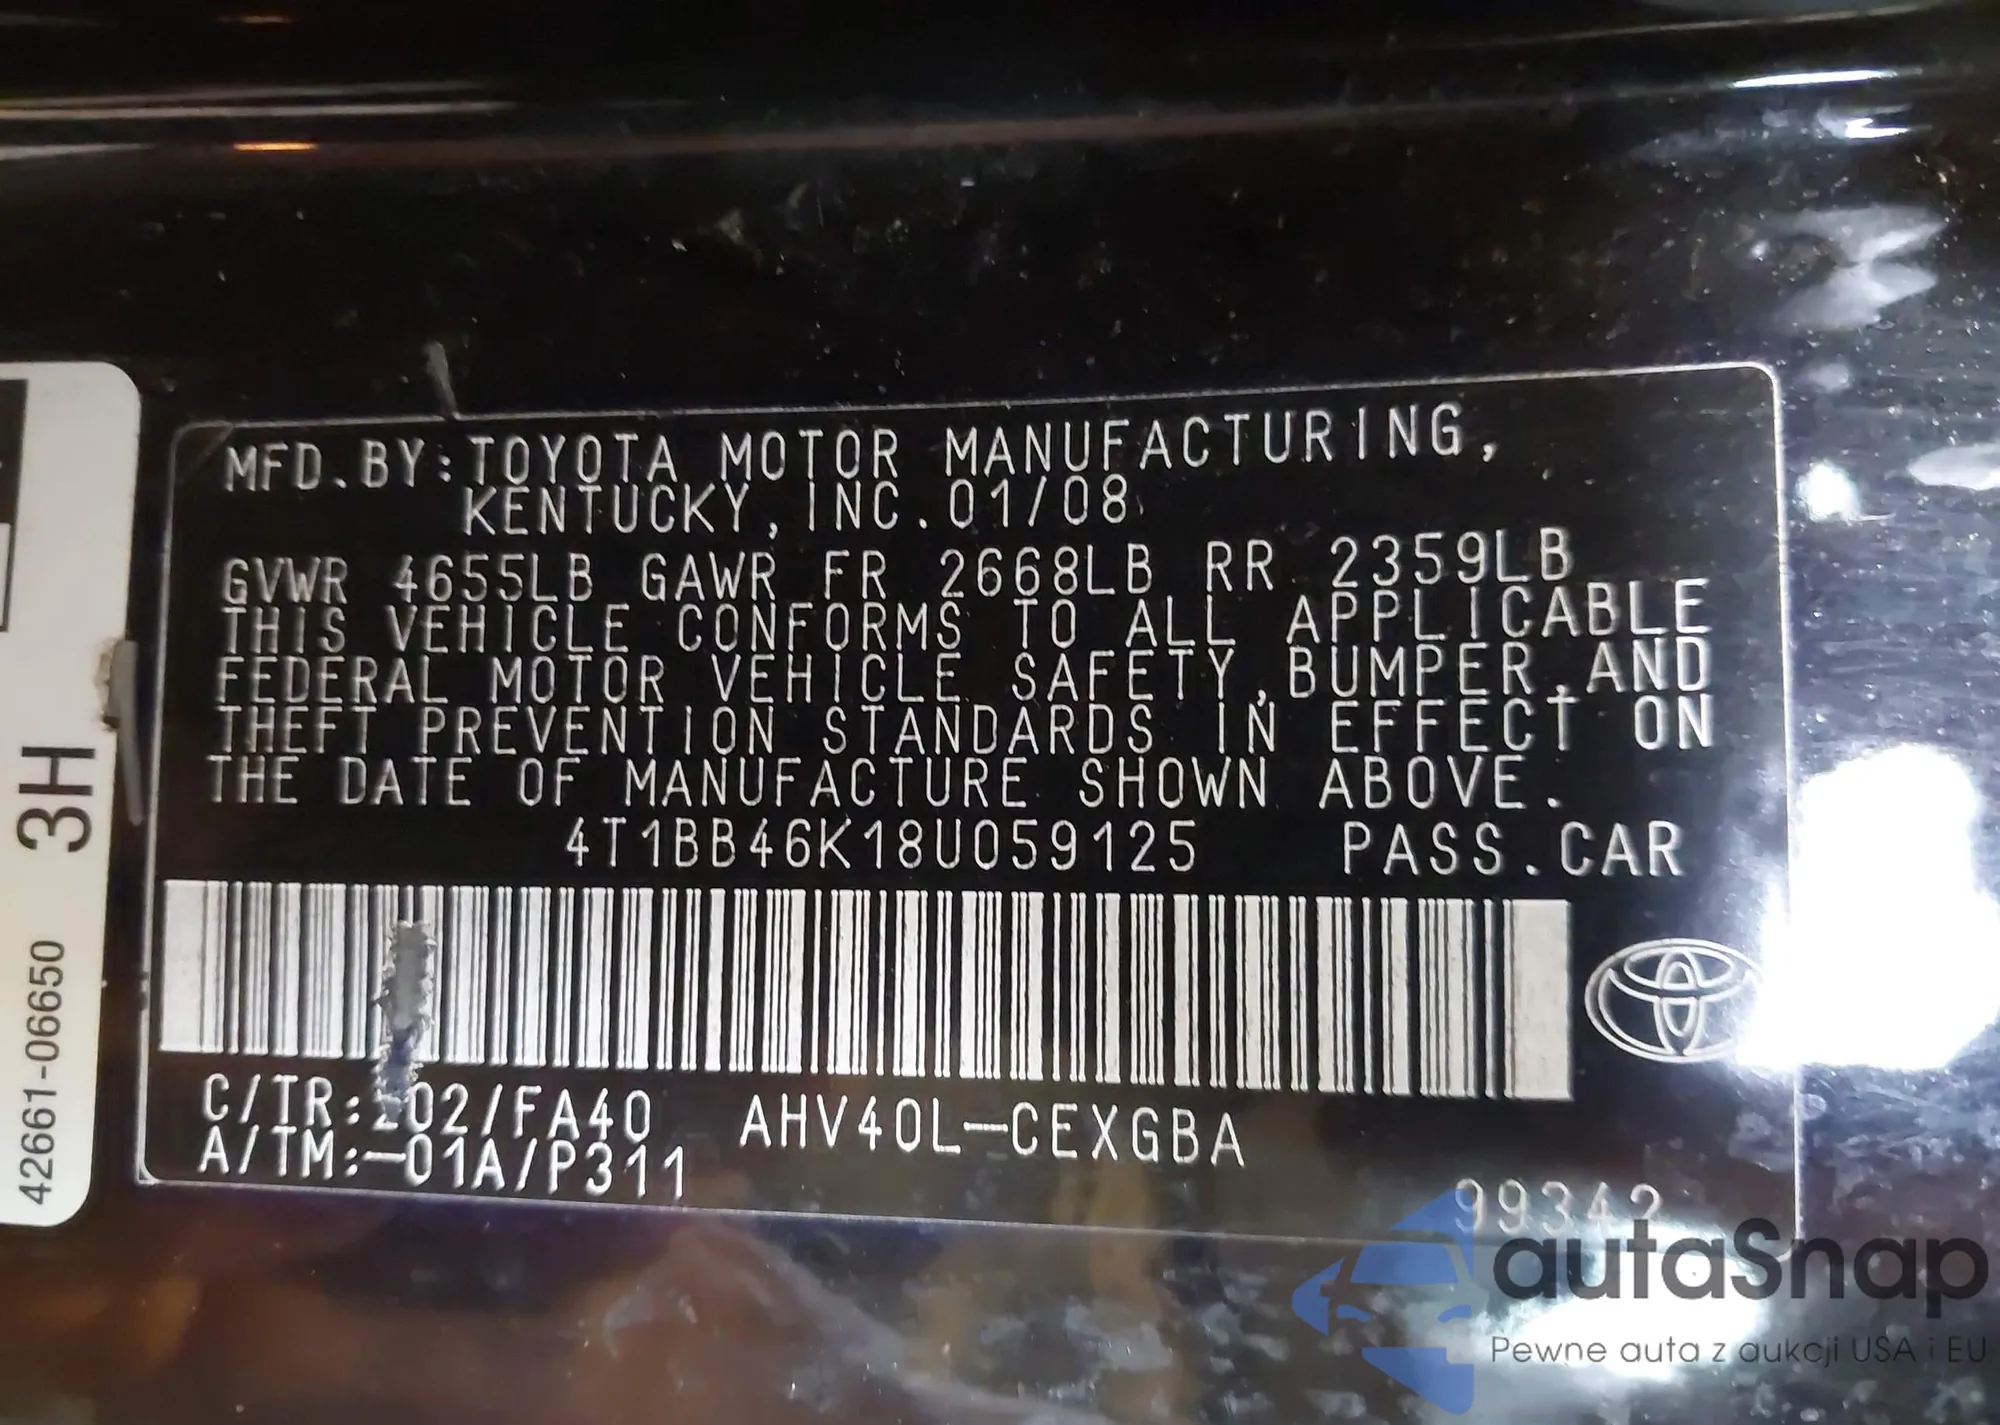 MFD.BY:TOYOTA MOTOR MANUFACTURING,
KENTUCKY, INC.01/08
GVWR 4655LB GAWR FR 2668LB RR 2359LB
THIS VEHICLE CONFORMS TO ALL APPLICABLE
FEDERAL MOTOR VEHICLE SAFETY,BUMPER,AND
THEFT PREVENTION STANDARDS IN EFFECT ON
THE DATE OF MANUFACTURE SHOWN ABOVE.
4T1BB46K18U059125 PASS.CAR
C/TR:202/FA40 AHV40L-CEXGBA
A/TM:-01A/P311
99342
3H
42661-06650
autaSnap
Pewne auta z aukcji USA i EU